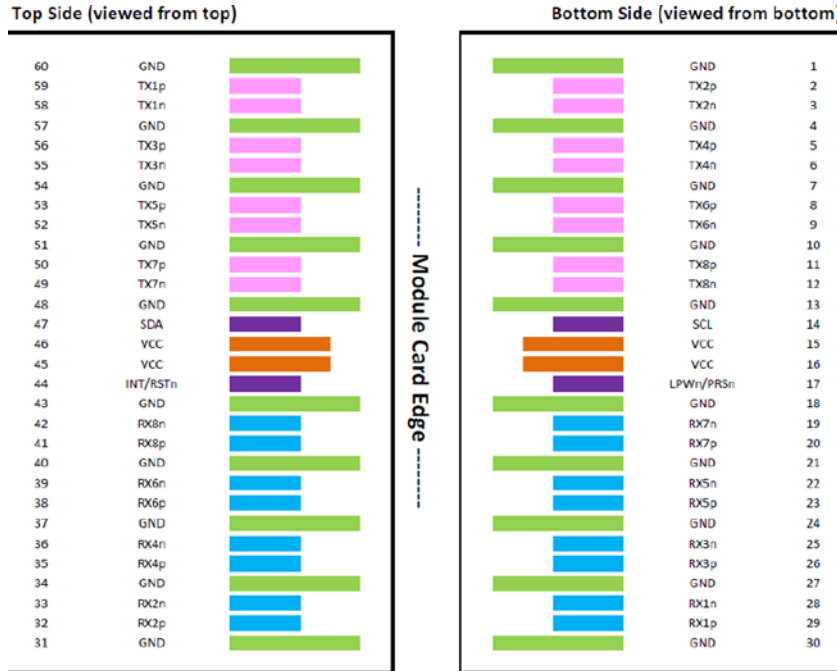 Top Side (viewed from top) Bottom Side (viewed from bottom)
60 GND GND 1
59 TX1p TX2p 2
58 TX1n TX2n 3
57 GND GND 4
56 TX3p TX4p 5
55 TX3n TX4n 6
54 GND GND 7
53 TX5p TX6p 8
52 TX5n TX6n 9
51 GND GND 10
50 TX7p TX8p 11
49 TX7n TX8n 12
48 GND GND 13
47 SDA SCL 14
46 VCC VCC 15
45 VCC VCC 16
44 INT/RSTn LPWn/PRSn 17
43 GND GND 18
42 RX8n RX7n 19
41 RX8p RX7p 20
40 GND GND 21
39 RX6n RX5n 22
38 RX6p RX5p 23
37 GND GND 24
36 RX4n RX3n 25
35 RX4p RX3p 26
34 GND GND 27
33 RX2n RX1n 28
32 RX2p RX1p 29
31 GND GND 30
-------- Module Card Edge --------